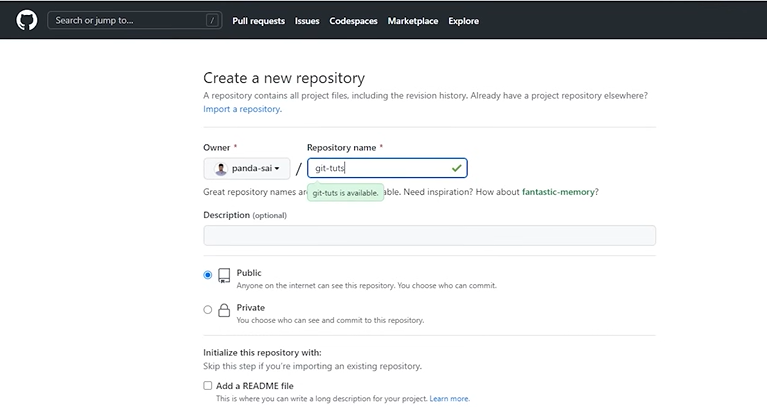 Search or jump to... / Pull requests Issues Codespaces Marketplace Explore
Create a new repository
A repository contains all project files, including the revision history. Already have a project repository elsewhere?
Import a repository.
Owner * Repository name *
panda-sai / git-tuts
Great repository names are able. Need inspiration? How about fantastic-memory?
git-tuts is available.
Description (optional)
Public
Anyone on the internet can see this repository. You choose who can commit.
Private
You choose who can see and commit to this repository.
Initialize this repository with:
Skip this step if you're importing an existing repository.
Add a README file
This is where you can write a long description for your project. Learn more.